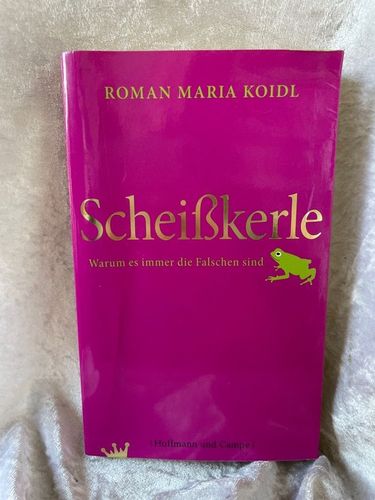 ROMAN MARIA KOIDL
Scheißkerle
Warum es immer die Falschen sind
| Hoffmann und Campe |